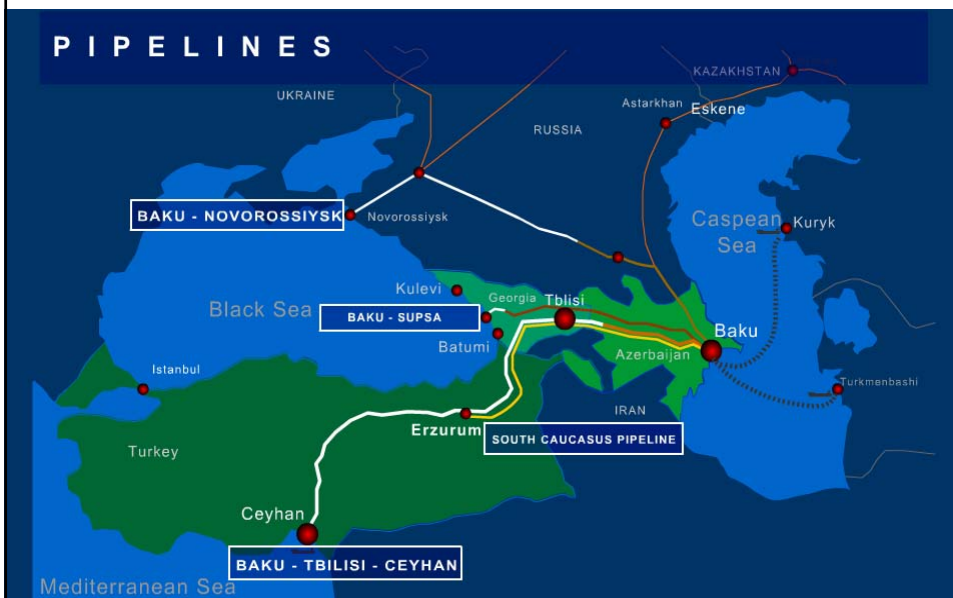 PIPELINES
KAZAKHSTAN
UKRAINE
Astarkhan
Eskene
RUSSIA
BAKU - NOVOROSSIYSK
Novorossiysk
Caspean
Sea
Kuryk
Kulevi
Georgia
Tblisi
Black Sea
BAKU - SUPSA
Baku
Batumi
Azerbaijan
Istanbul
Turkmenbashi
IRAN
Erzurum
SOUTH CAUCASUS PIPELINE
Turkey
Ceyhan
BAKU - TBILISI - CEYHAN
Mediterranean Sea